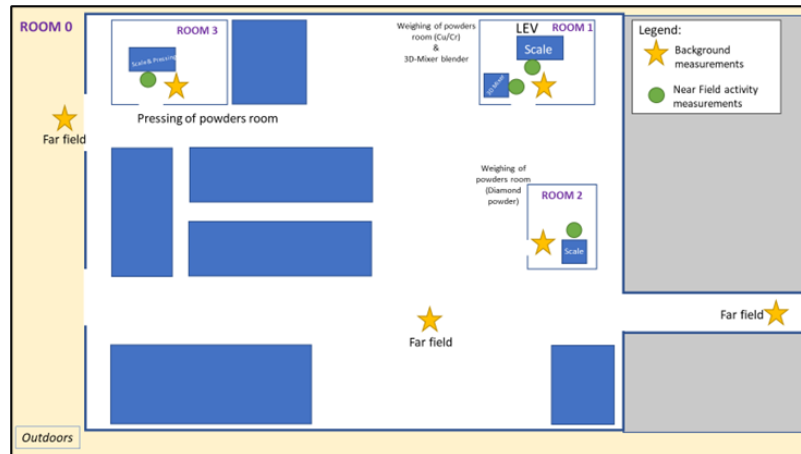 ROOM 0
ROOM 3
Scale & Pressing
Pressing of powders room
Far field
Weighing of powders
room (Cu/Cr)
&
3D-Mixer blender
LEV
ROOM 1
Scale
3D Mixer
Legend:
Background
measurements
Near Field activity
measurements
Weighing of
powders room
(Diamond
powder)
ROOM 2
Scale
Far field
Far field
Outdoors